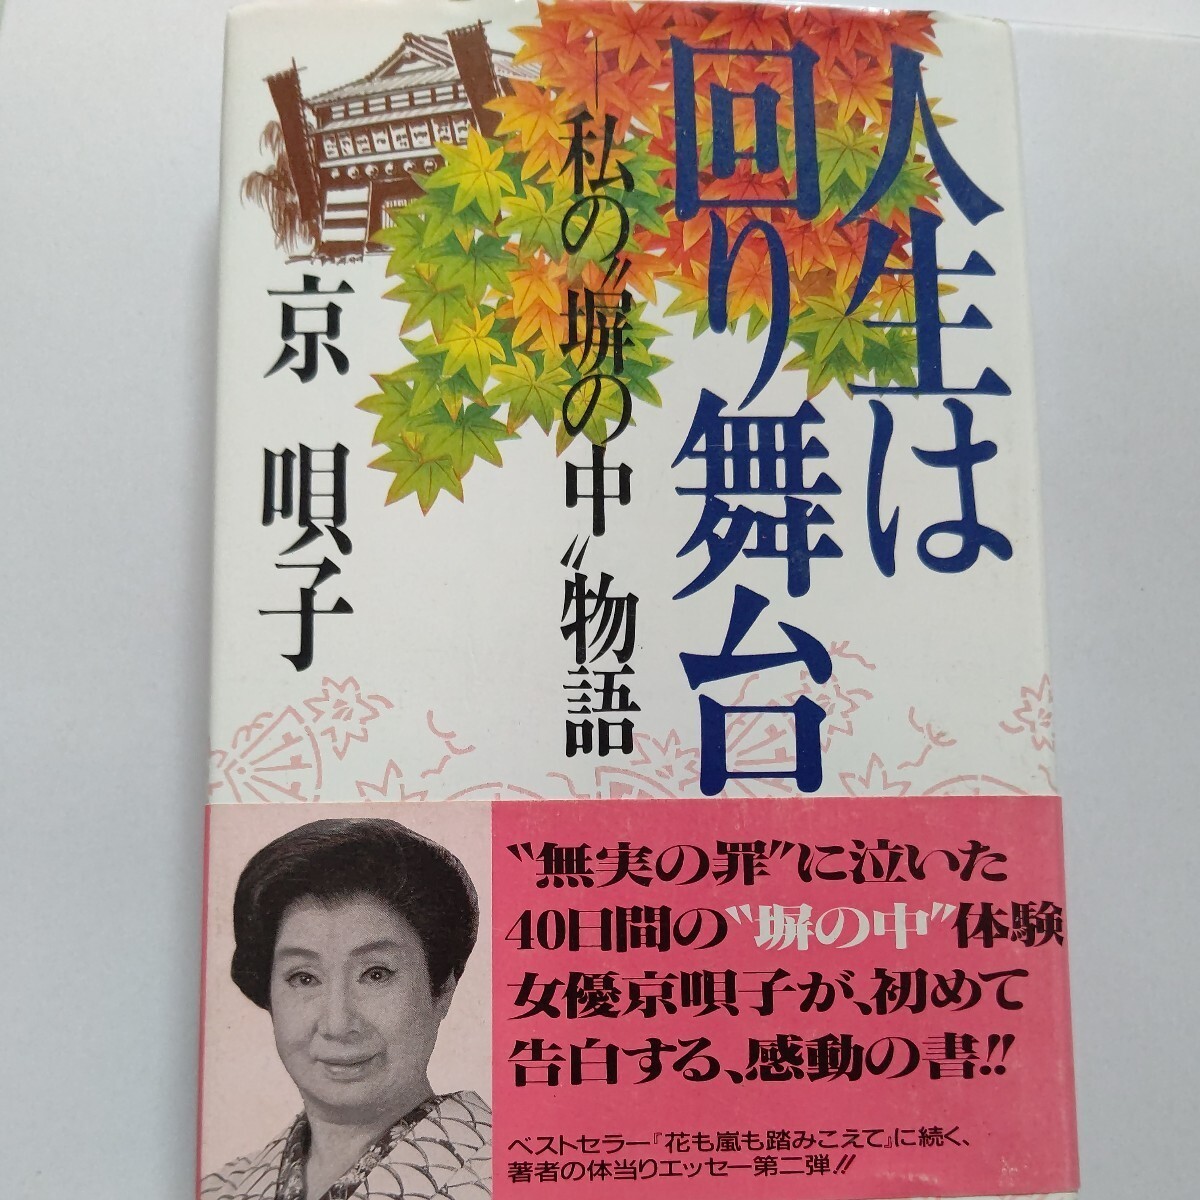 人生は
回り舞台
―私の〝塀の中〟物語
京 唄子
〝無実の罪〟に泣いた
40日間の〝塀の中〟体験
女優京唄子が、初めて
告白する、感動の書!!
ベストセラー『花も嵐も踏みこえて』に続く、
著者の体当りエッセー第二弾!!